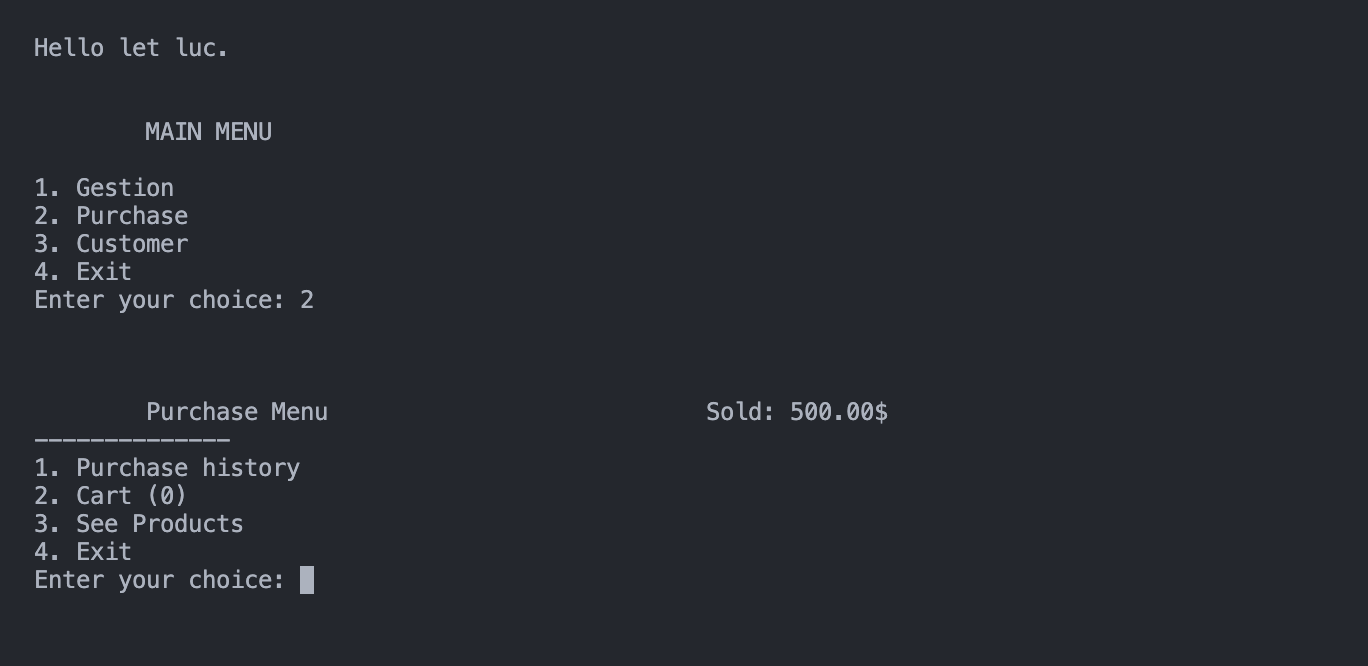 Hello let luc.
MAIN MENU
1. Gestion
2. Purchase
3. Customer
4. Exit
Enter your choice: 2
Purchase Menu Sold: 500.00$
--------------
1. Purchase history
2. Cart (0)
3. See Products
4. Exit
Enter your choice: